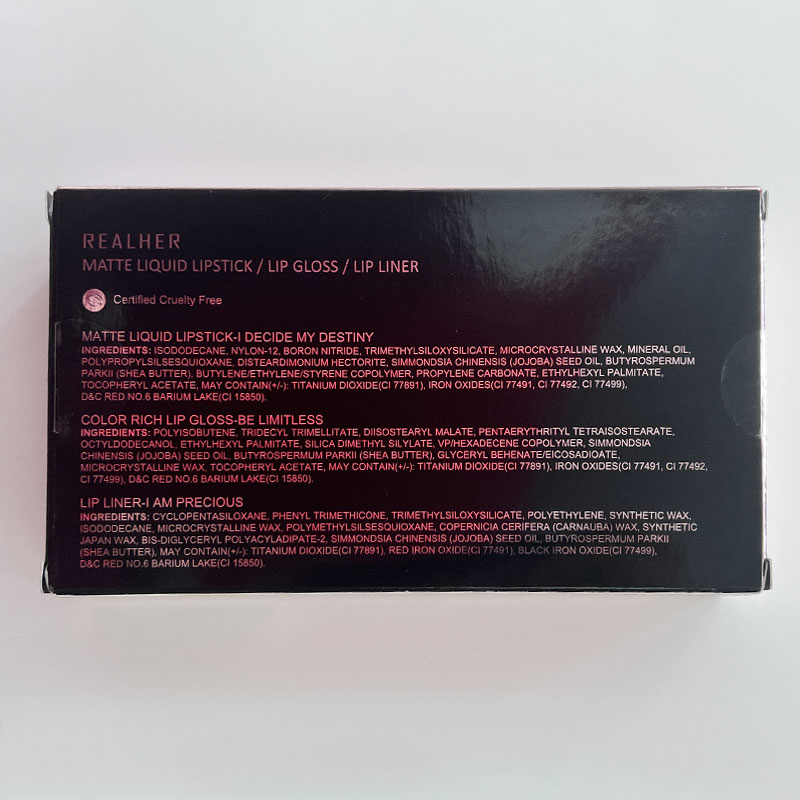 REALHER
MATTE LIQUID LIPSTICK / LIP GLOSS / LIP LINER
Certified Cruelty Free
MATTE LIQUID LIPSTICK-I DECIDE MY DESTINY
INGREDIENTS: ISODODECANE, NYLON-12, BORON NITRIDE, TRIMETHYLSILOXYSILICATE, MICROCRYSTALLINE WAX, MINERAL OIL,
POLYPROPYLSILSESQUIOXANE, DISTEARDIMONIUM HECTORITE, SIMMONDSIA CHINENSIS (JOJOBA) SEED OIL, BUTYROSPERMUM
PARKII (SHEA BUTTER), BUTYLENE/ETHYLENE/STYRENE COPOLYMER, PROPYLENE CARBONATE, ETHYLHEXYL PALMITATE,
TOCOPHERYL ACETATE, MAY CONTAIN(+/-): TITANIUM DIOXIDE(CI 77891), IRON OXIDES(CI 77491, CI 77492, CI 77499),
D&C RED NO.6 BARIUM LAKE(CI 15850).
COLOR RICH LIP GLOSS-BE LIMITLESS
INGREDIENTS: POLYISOBUTENE, TRIDECYL TRIMELLITATE, DIISOSTEARYL MALATE, PENTAERYTHRITYL TETRAISOSTEARATE,
OCTYLDODECANOL, ETHYLHEXYL PALMITATE, SILICA DIMETHYL SILYLATE, VP/HEXADECENE COPOLYMER, SIMMONDSIA
CHINENSIS (JOJOBA) SEED OIL, BUTYROSPERMUM PARKII (SHEA BUTTER), GLYCERYL BEHENATE/EICOSADIOATE,
MICROCRYSTALLINE WAX, TOCOPHERYL ACETATE, MAY CONTAIN(+/-): TITANIUM DIOXIDE(CI 77891), IRON OXIDES(CI 77491, CI 77492,
CI 77499), D&C RED NO.6 BARIUM LAKE(CI 15850).
LIP LINER-I AM PRECIOUS
INGREDIENTS: CYCLOPENTASILOXANE, PHENYL TRIMETHICONE, TRIMETHYLSILOXYSILICATE, POLYETHYLENE, SYNTHETIC WAX,
ISODODECANE, MICROCRYSTALLINE WAX, POLYMETHYLSILSESQUIOXANE, COPERNICIA CERIFERA (CARNAUBA) WAX, SYNTHETIC
JAPAN WAX, BIS-DIGLYCERYL POLYACYLADIPATE-2, SIMMONDSIA CHINENSIS (JOJOBA) SEED OIL, BUTYROSPERMUM PARKII
(SHEA BUTTER), MAY CONTAIN(+/-): TITANIUM DIOXIDE(CI 77891), RED IRON OXIDE(CI 77491), BLACK IRON OXIDE(CI 77499),
D&C RED NO.6 BARIUM LAKE(CI 15850).